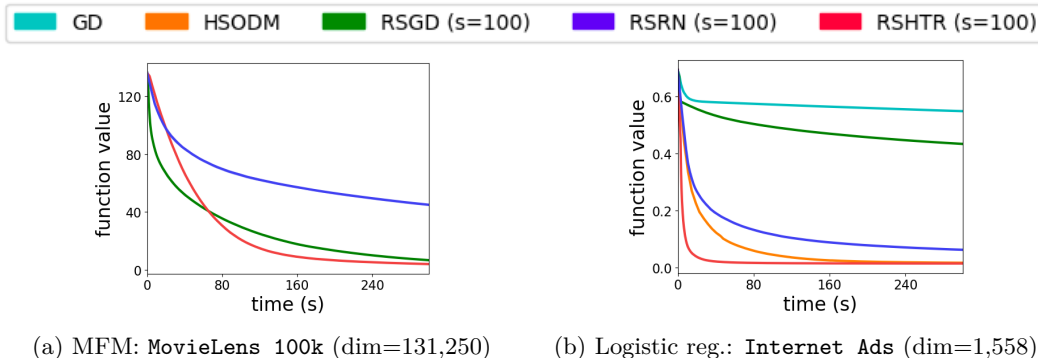 GD HSODM RSGD (s=100) RSRN (s=100) RSHTR (s=100)
function value
120
80
40
0
0 80 160 240
time (s)
(a) MFM: MovieLens 100k (dim=131,250)
function value
0.6
0.4
0.2
0.0
0 80 160 240
time (s)
(b) Logistic reg.: Internet Ads (dim=1,558)